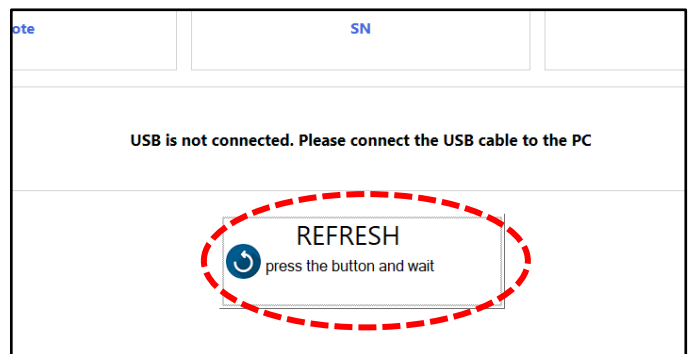 ote
SN
USB is not connected. Please connect the USB cable to the PC
REFRESH
press the button and wait